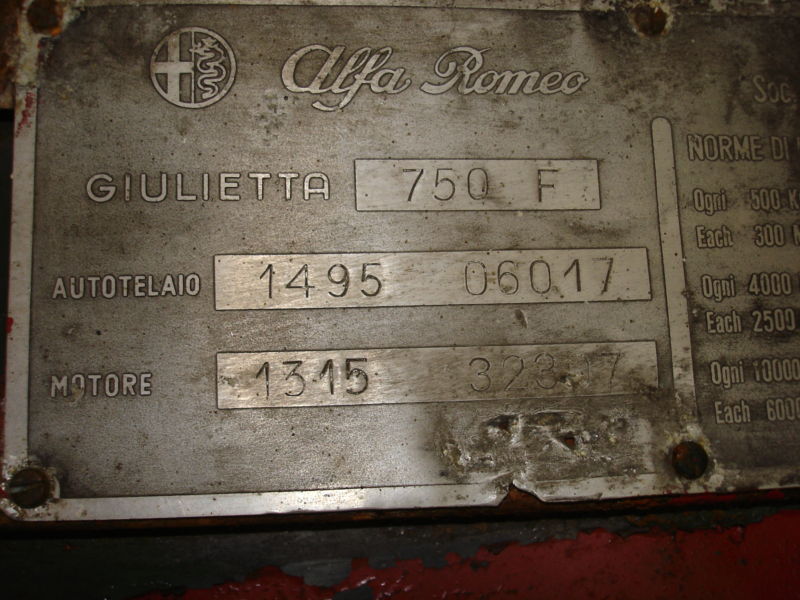 Alfa Romeo
GIULIETTA 750 F
AUTOTELAIO 1495 06017
MOTORE 1315
Soc.
NORME DI
Ogni 500 K
Each 300 M
Ogni 4000
Each 2500
Ogni 10000
Each 6000